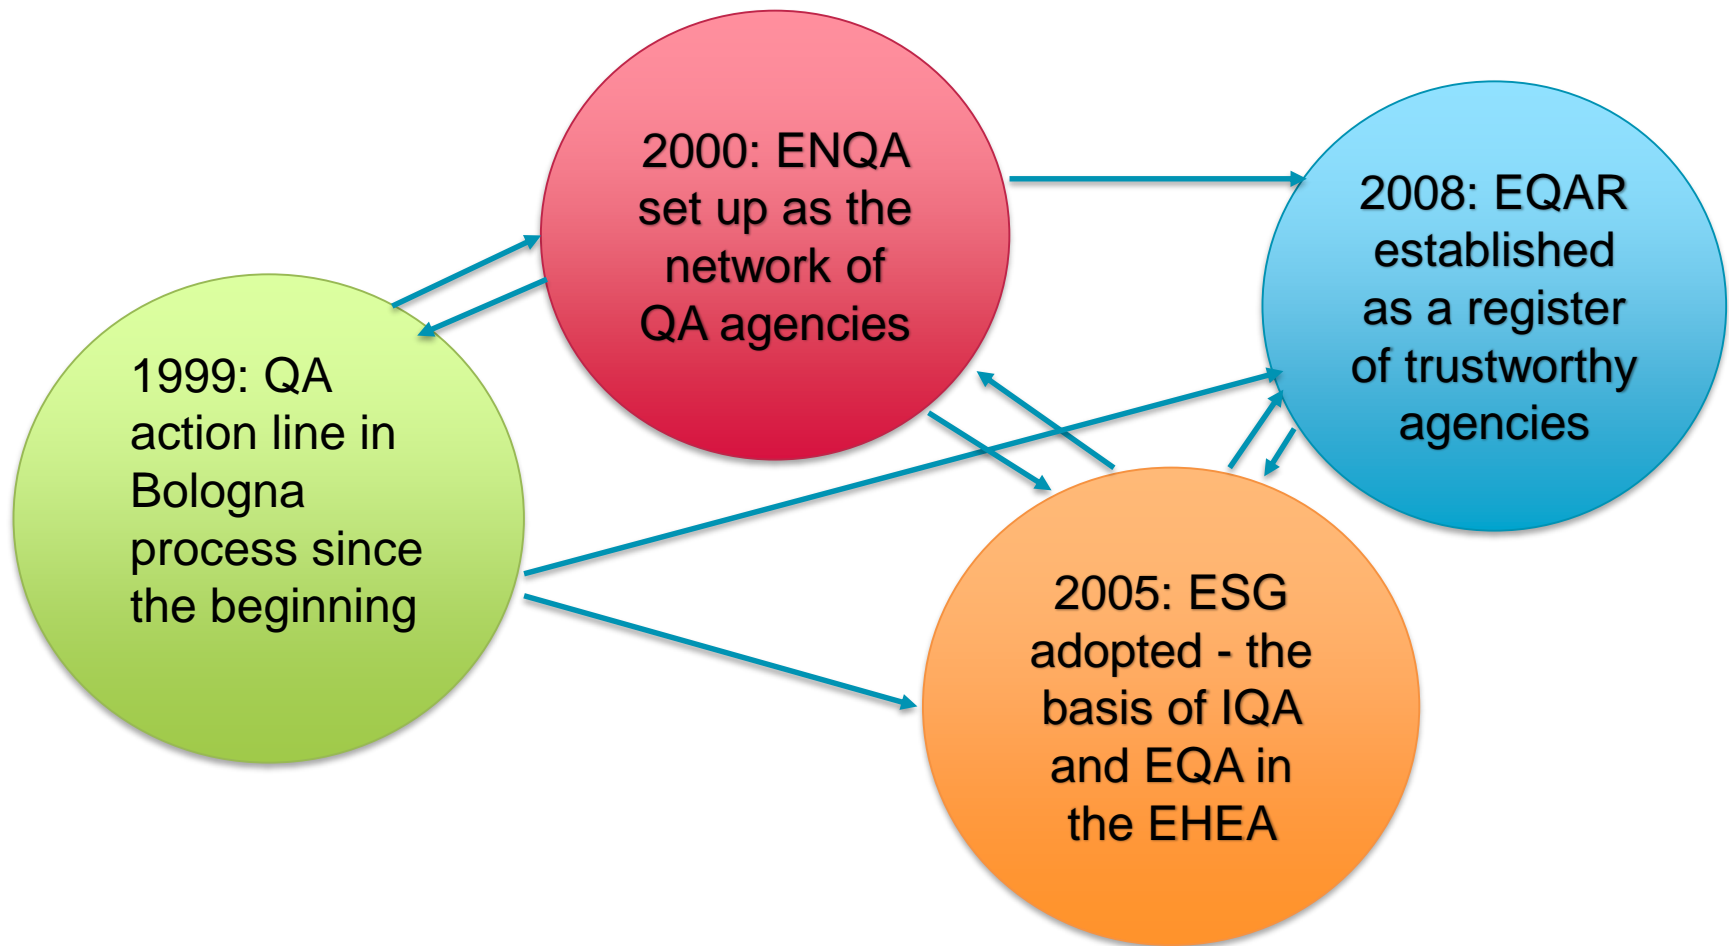 1999: QA
action line in
Bologna
process since
the beginning
2000: ENQA
set up as the
network of
QA agencies
2005: ESG
adopted - the
basis of IQA
and EQA in
the EHEA
2008: EQAR
established
as a register
of trustworthy
agencies